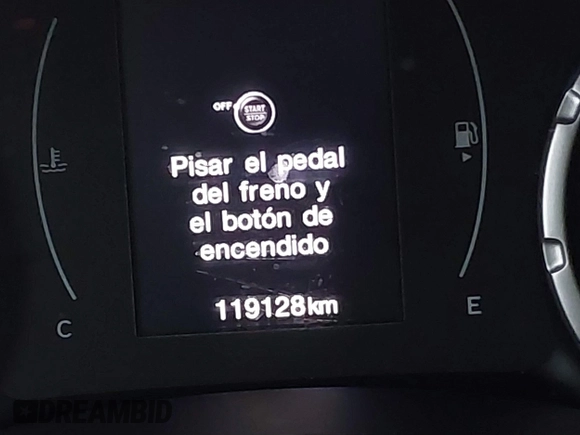 OFF
START
STOP
Pisar el pedal
del freno y
el botón de
encendido
119128km
C
E
DREAMBID